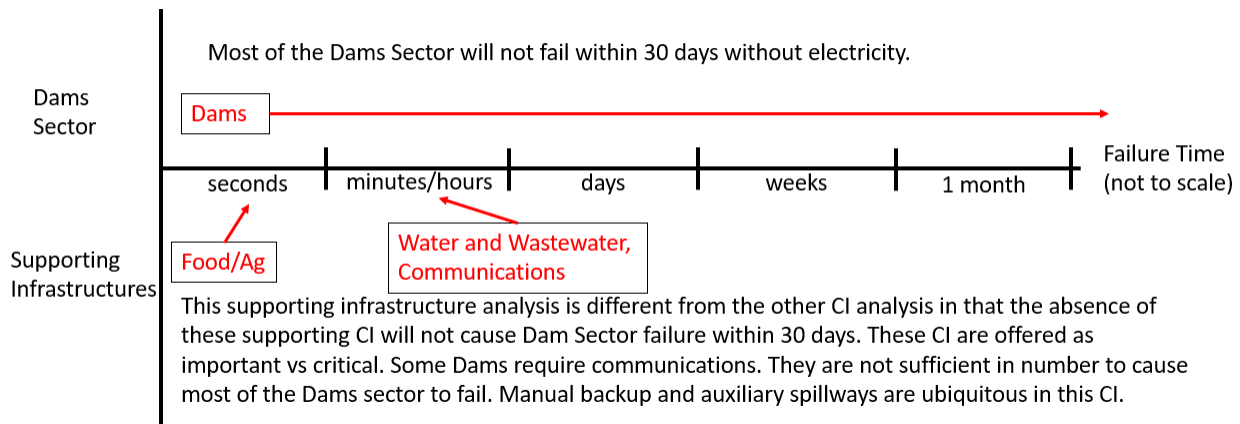 Most of the Dams Sector will not fail within 30 days without electricity.
Dams
Sector
Dams
Failure Time
(not to scale)
seconds
minutes/hours
days
weeks
1 month
Supporting
Infrastructures
Food/Ag
Water and Wastewater,
Communications
This supporting infrastructure analysis is different from the other CI analysis in that the absence of
these supporting CI will not cause Dam Sector failure within 30 days. These CI are offered as
important vs critical. Some Dams require communications. They are not sufficient in number to cause
most of the Dams sector to fail. Manual backup and auxiliary spillways are ubiquitous in this CI.